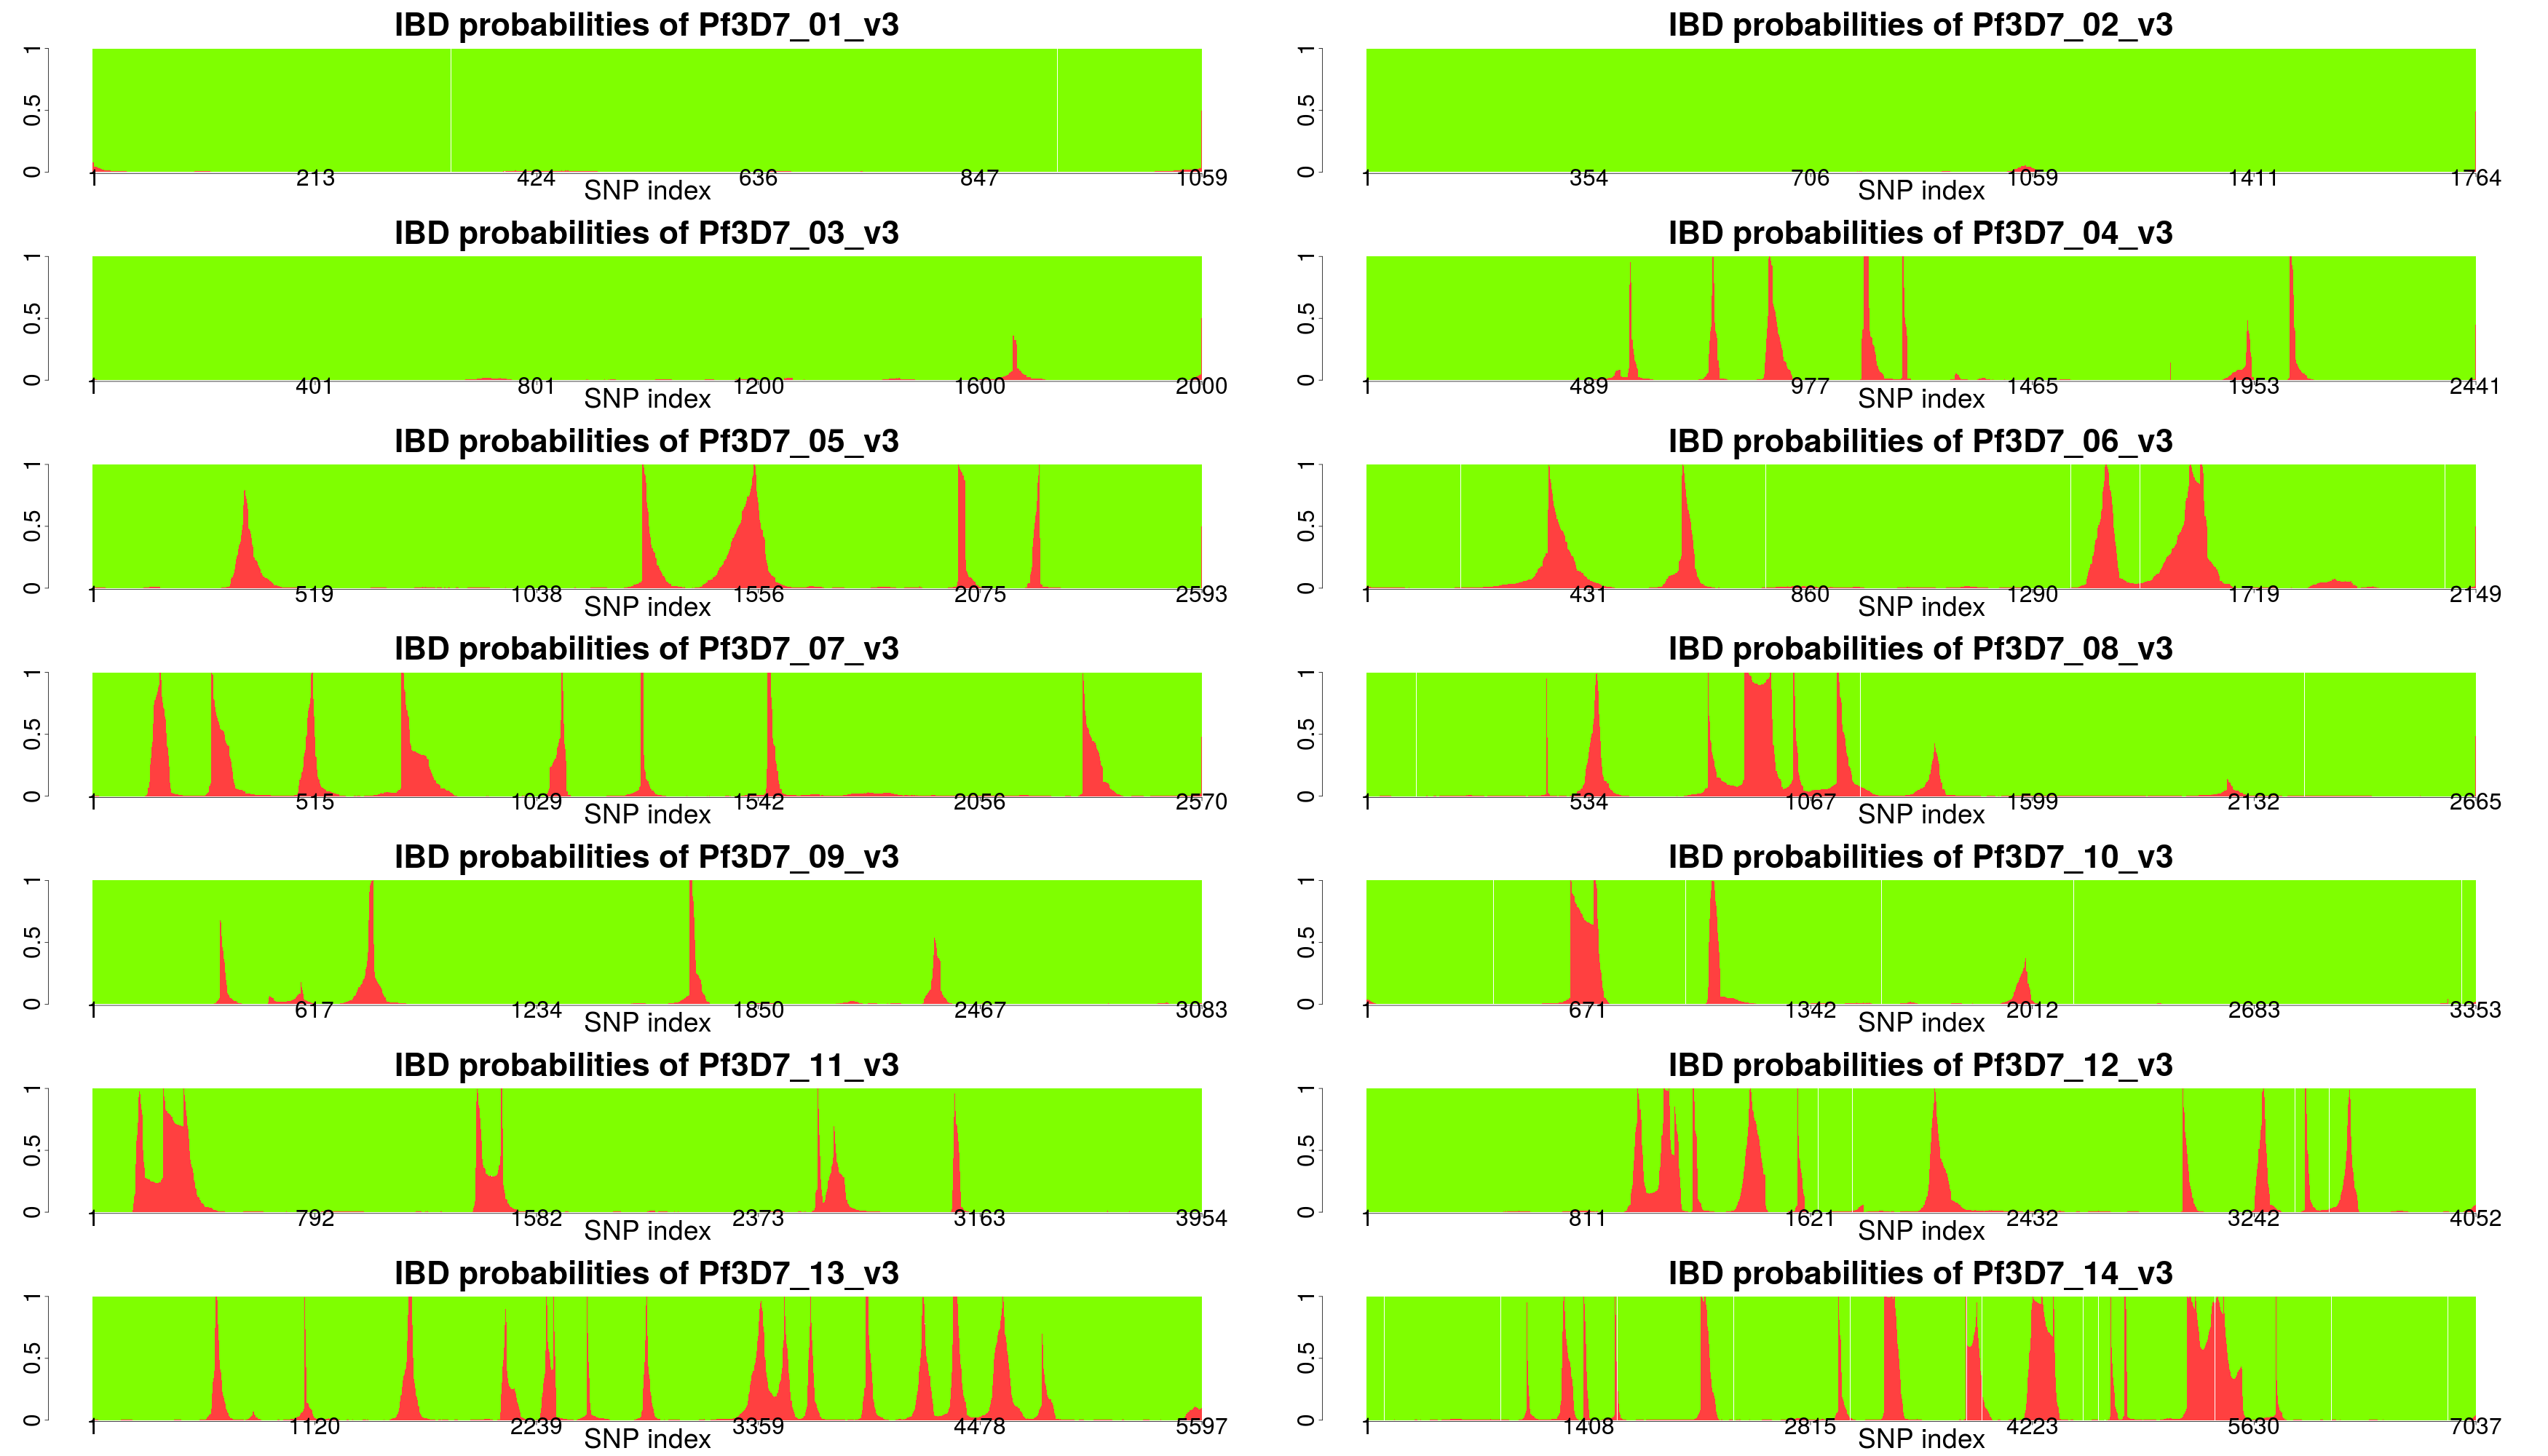 IBD probabilities of Pf3D7_01_v3
0 0.5 1
1 213 424 636 847 1059
SNP index
IBD probabilities of Pf3D7_02_v3
0 0.5 1
1 354 706 1059 1411 1764
SNP index
IBD probabilities of Pf3D7_03_v3
0 0.5 1
1 401 801 1200 1600 2000
SNP index
IBD probabilities of Pf3D7_04_v3
0 0.5 1
1 489 977 1465 1953 2441
SNP index
IBD probabilities of Pf3D7_05_v3
0 0.5 1
1 519 1038 1556 2075 2593
SNP index
IBD probabilities of Pf3D7_06_v3
0 0.5 1
1 431 860 1290 1719 2149
SNP index
IBD probabilities of Pf3D7_07_v3
0 0.5 1
1 515 1029 1542 2056 2570
SNP index
IBD probabilities of Pf3D7_08_v3
0 0.5 1
1 534 1067 1599 2132 2665
SNP index
IBD probabilities of Pf3D7_09_v3
0 0.5 1
1 617 1234 1850 2467 3083
SNP index
IBD probabilities of Pf3D7_10_v3
0 0.5 1
1 671 1342 2012 2683 3353
SNP index
IBD probabilities of Pf3D7_11_v3
0 0.5 1
1 792 1582 2373 3163 3954
SNP index
IBD probabilities of Pf3D7_12_v3
0 0.5 1
1 811 1621 2432 3242 4052
SNP index
IBD probabilities of Pf3D7_13_v3
0 0.5 1
1 1120 2239 3359 4478 5597
SNP index
IBD probabilities of Pf3D7_14_v3
0 0.5 1
1 1408 2815 4223 5630 7037
SNP index